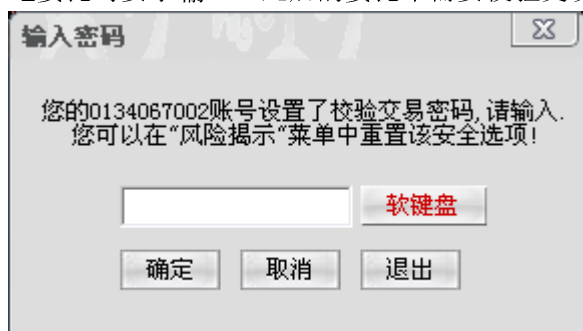 输入密码
您的0134067002账号设置了校验交易密码,请输入.
您可以在“风险揭示“菜单中重置该安全选项!
软键盘
确定 取消 退出